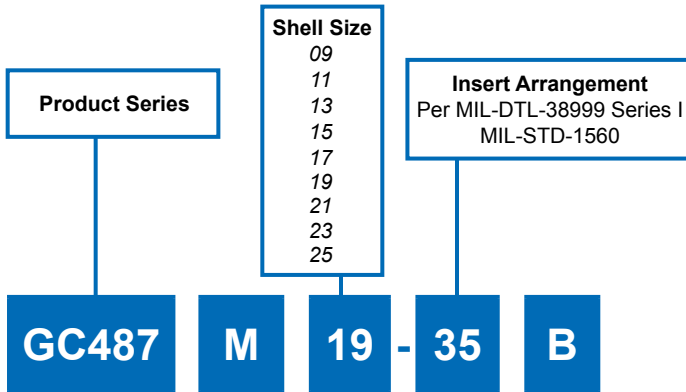 Shell Size
09
11
13
15
17
19
21
23
25
Product Series
Insert Arrangement
Per MIL-DTL-38999 Series I
MIL-STD-1560
GC487 M 19 - 35 B